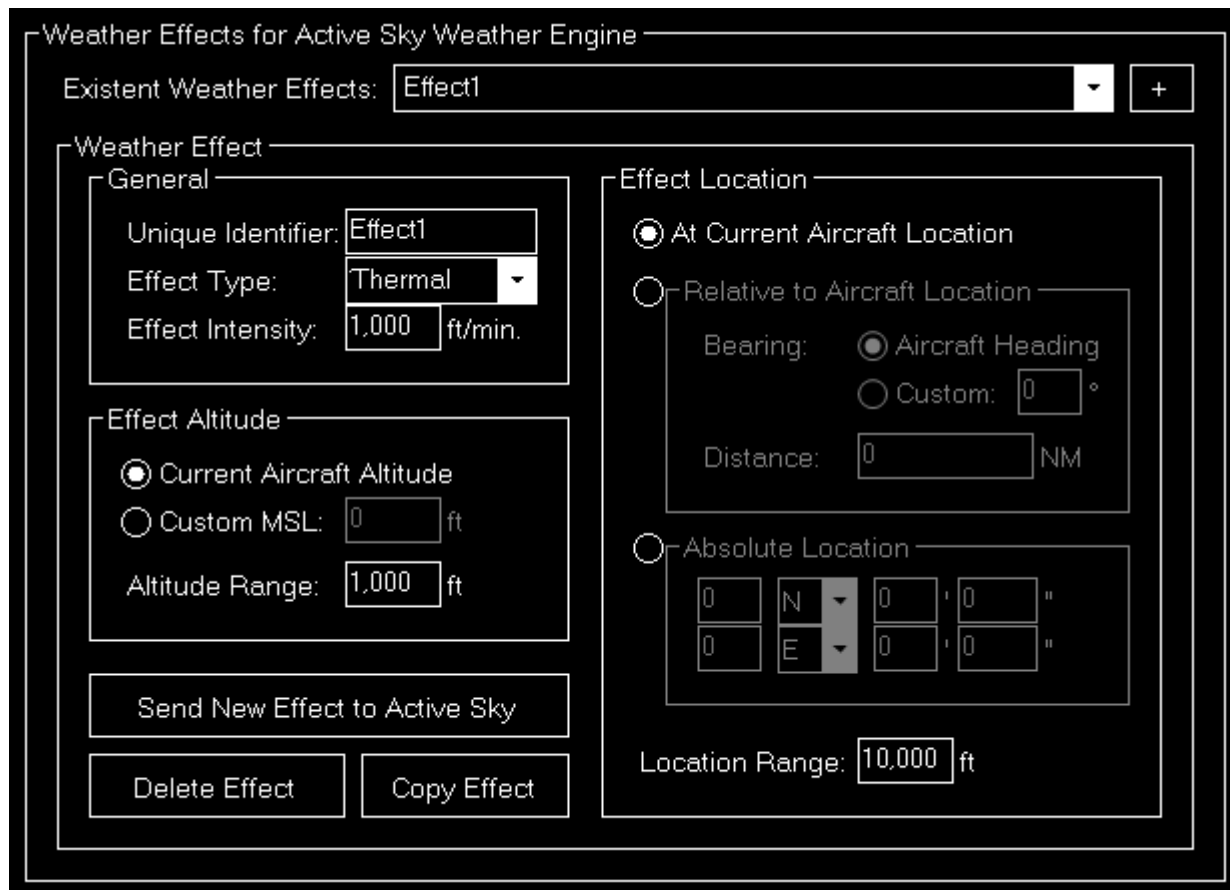 Weather Effects for Active Sky Weather Engine
Existent Weather Effects: Effect1 +
Weather Effect
General
Unique Identifier: Effect1
Effect Type: Thermal
Effect Intensity: 1,000 ft/min.
Effect Altitude
Current Aircraft Altitude
Custom MSL: 0 ft
Altitude Range: 1,000 ft
Send New Effect to Active Sky
Delete Effect Copy Effect
Effect Location
At Current Aircraft Location
Relative to Aircraft Location
Bearing: Aircraft Heading
Custom: 0 °
Distance: 0 NM
Absolute Location
0 N 0 ' 0 "
0 E 0 ' 0 "
Location Range: 10,000 ft